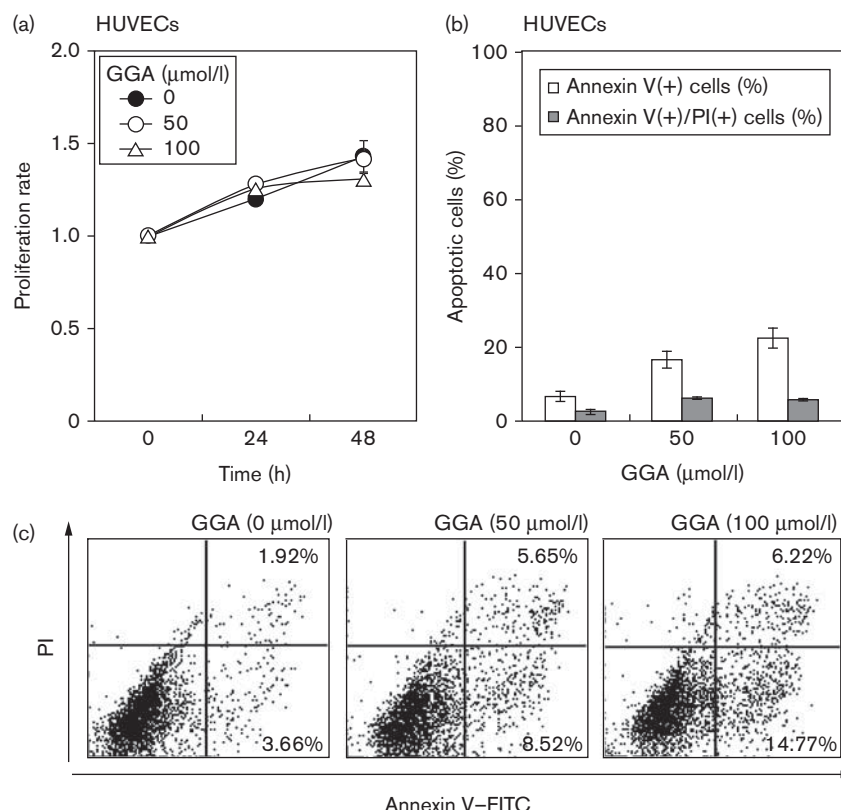 (a)
HUVECs
2.0
1.5
1.0
0.5
0
Proliferation rate
GGA (μmol/l)
0
50
100
0
24
48
Time (h)
(b)
HUVECs
100
80
60
40
20
0
Apoptotic cells (%)
Annexin V(+) cells (%)
Annexin V(+)/PI(+) cells (%)
0
50
100
GGA (μmol/l)
(c)
GGA (0 μmol/l)
GGA (50 μmol/l)
GGA (100 μmol/l)
1.92%
5.65%
6.22%
PI
3.66%
8.52%
14.77%
Annexin V–FITC